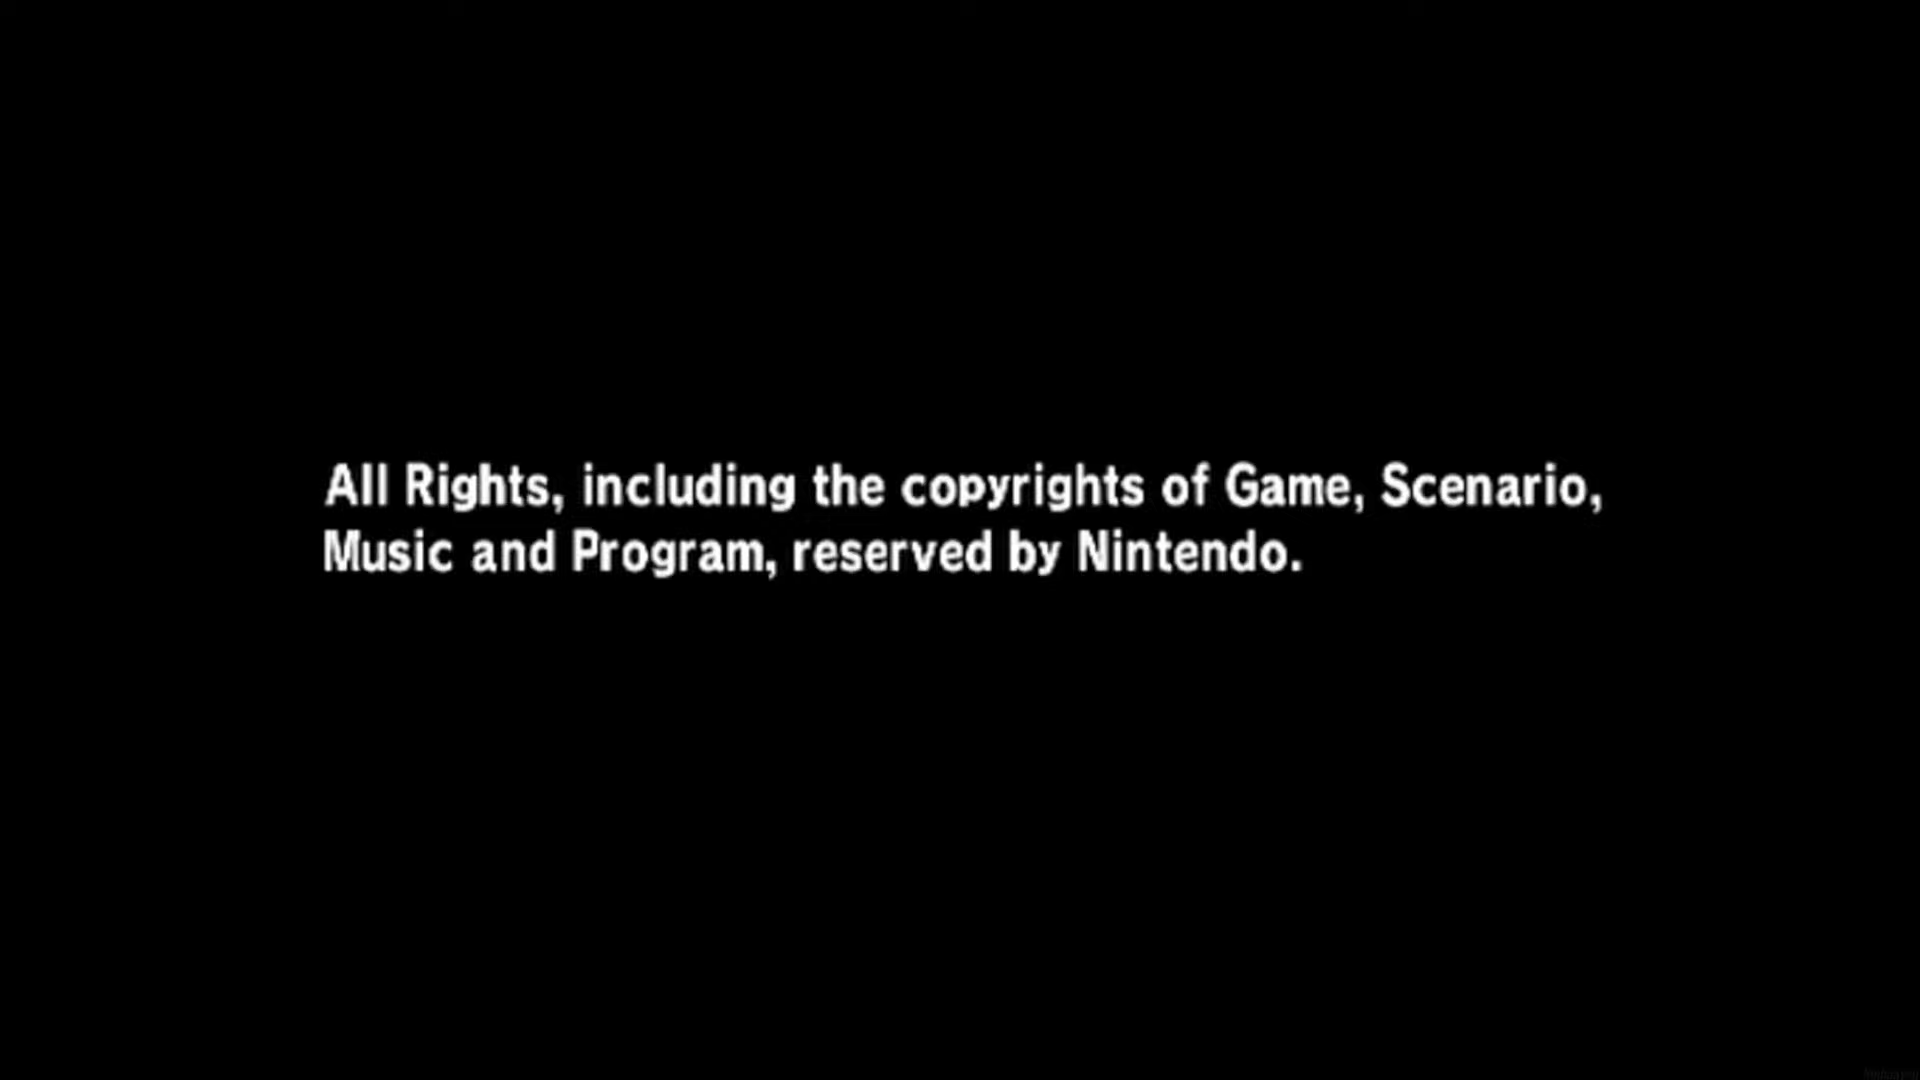 All Rights, including the copyrights of Game, Scenario,
Music and Program, reserved by Nintendo.